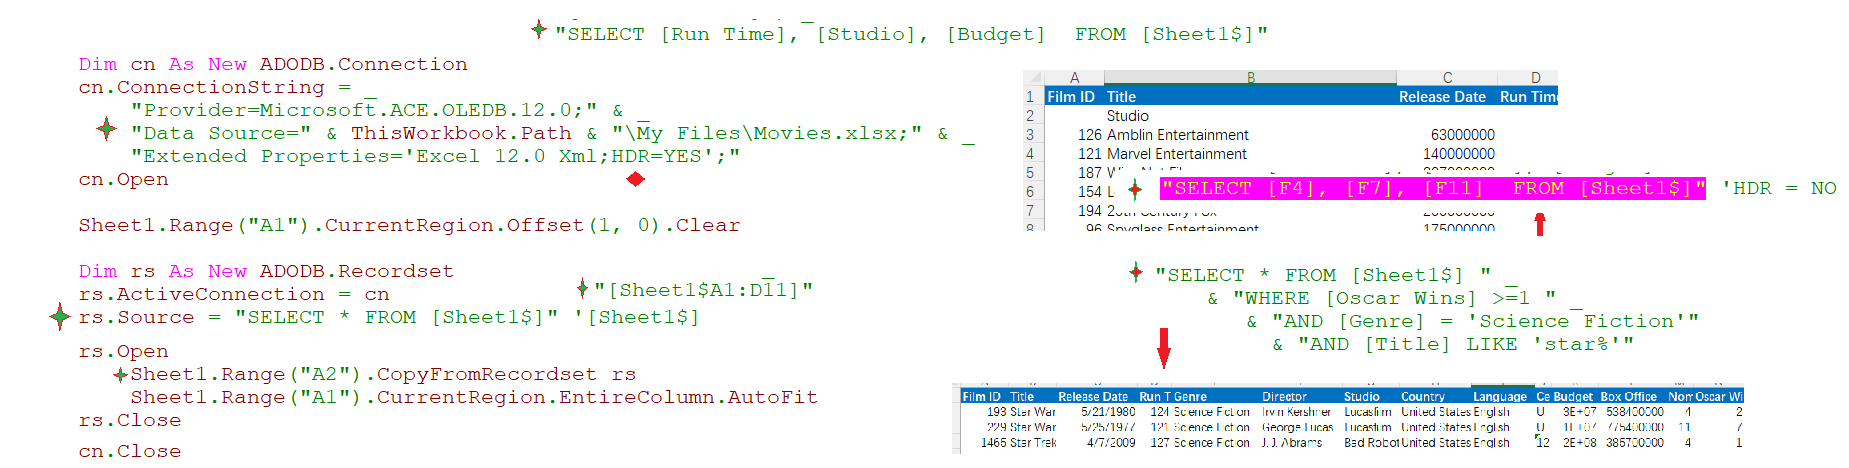 "SELECT [Run Time], [Studio], [Budget]  FROM [Sheet1$]"
Dim cn As New ADODB.Connection
cn.ConnectionString = _
"Provider=Microsoft.ACE.OLEDB.12.0;" & _
"Data Source=" & ThisWorkbook.Path & "\My Files\Movies.xlsx;" & _
"Extended Properties='Excel 12.0 Xml;HDR=YES';"
cn.Open
Sheet1.Range("A1").CurrentRegion.Offset(1, 0).Clear
Dim rs As New ADODB.Recordset
rs.ActiveConnection = cn
"[Sheet1$A1:D11]"
rs.Source = "SELECT * FROM [Sheet1$]" '[Sheet1$]
rs.Open
Sheet1.Range("A2").CopyFromRecordset rs
Sheet1.Range("A1").CurrentRegion.EntireColumn.AutoFit
rs.Close
cn.Close
A B C D
1 Film ID Title Release Date Run Time
2 Studio
3 126 Amblin Entertainment 63000000
4 121 Marvel Entertainment 140000000
5 187
6 154
"SELECT [F4], [F7], [F11]  FROM [Sheet1$]" 'HDR = NO
7 194 20th Century Fox
8 96 Spyglass Entertainment 175000000
"SELECT * FROM [Sheet1$] " _
& "WHERE [Oscar Wins] >=1 " _
& "AND [Genre] = 'Science Fiction'"
& "AND [Title] LIKE 'star%'"
Film ID Title Release Date Run T Genre Director Studio Country Language Ce Budget Box Office Nom Oscar Wi
193 Star War 5/21/1980 124 Science Fiction Irvin Kershner Lucasfilm United States English U 3E+07 538400000 4 2
229 Star War 5/25/1977 121 Science Fiction George Lucas Lucasfilm United States English U 1E+07 775400000 11 7
1465 Star Trek 4/7/2009 127 Science Fiction J.J. Abrams Bad Robot United States English 12 2E+08 385700000 4 1